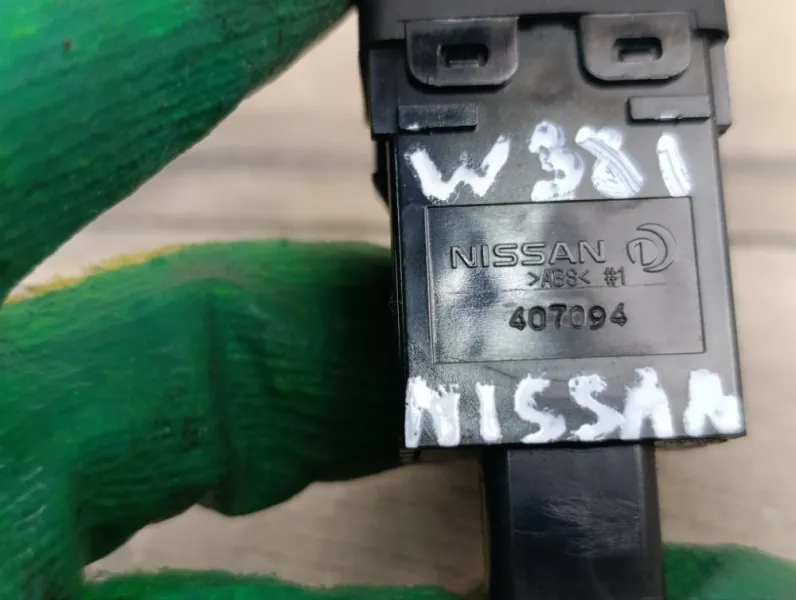 W381
NISSAN
>ABS< #1
407094
NISSAN